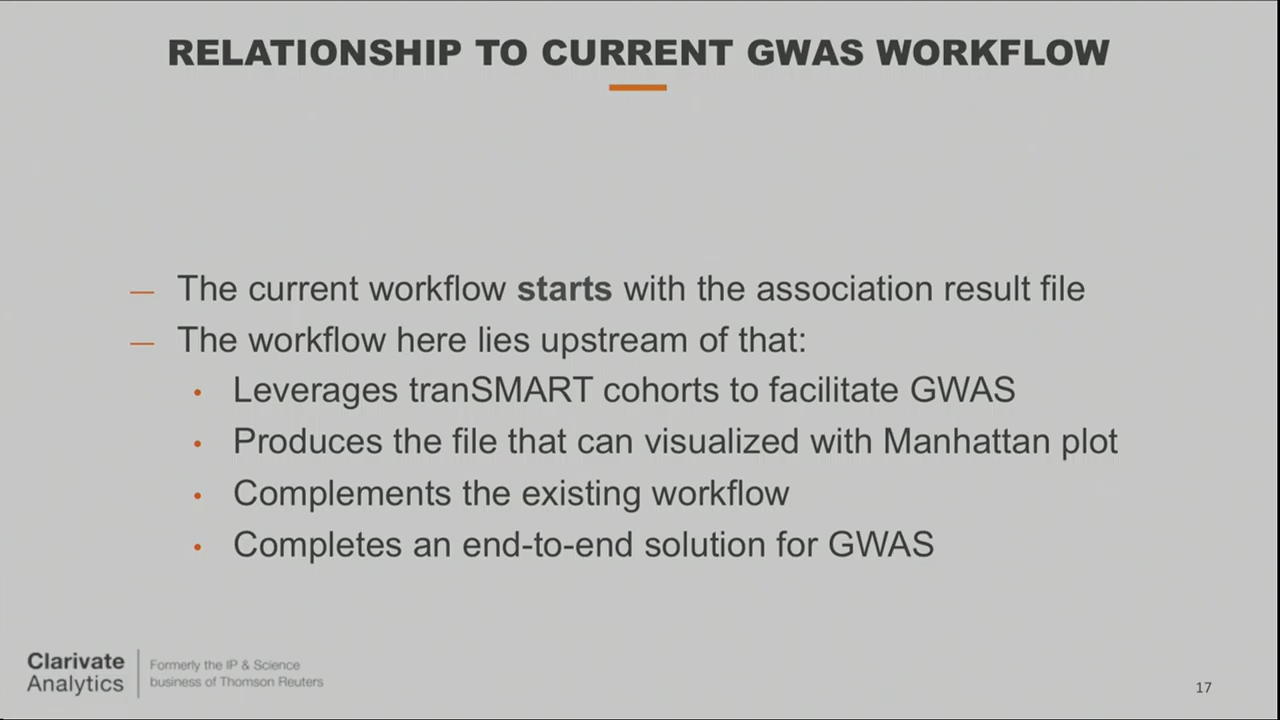 RELATIONSHIP TO CURRENT GWAS WORKFLOW
— The current workflow starts with the association result file
— The workflow here lies upstream of that:
• Leverages tranSMART cohorts to facilitate GWAS
• Produces the file that can visualized with Manhattan plot
• Complements the existing workflow
• Completes an end-to-end solution for GWAS
Clarivate
Analytics
Formerly the IP & Science
business of Thomson Reuters
17